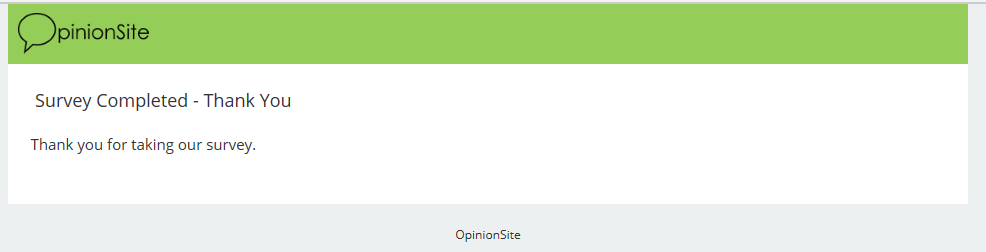 OpinionSite
Survey Completed - Thank You
Thank you for taking our survey.
OpinionSite